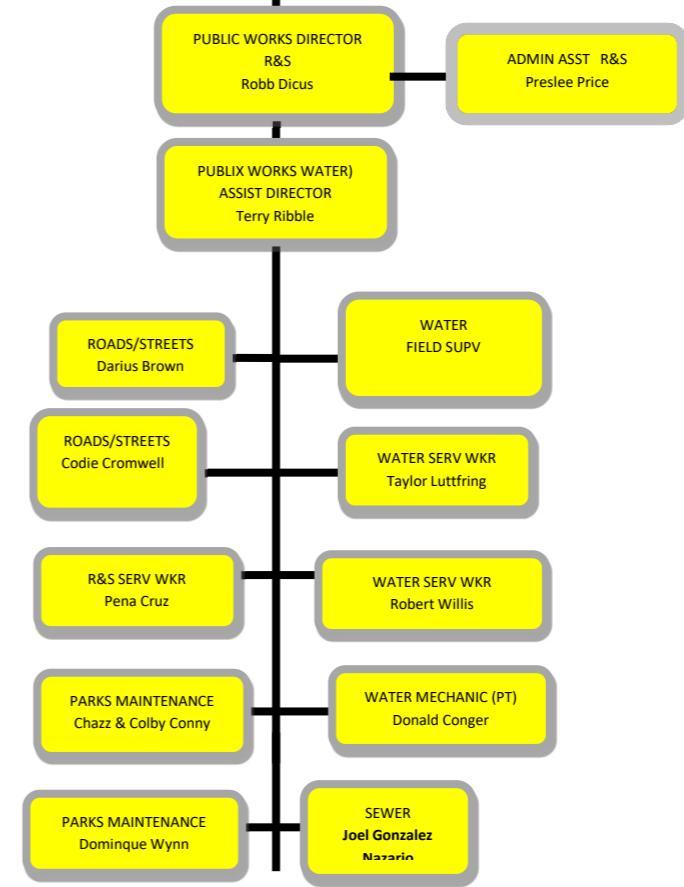 PUBLIC WORKS DIRECTOR
R&S
Robb Dicus
ADMIN ASST R&S
Preslee Price
PUBLIX WORKS WATER)
ASSIST DIRECTOR
Terry Ribble
ROADS/STREETS
Darius Brown
WATER
FIELD SUPV
ROADS/STREETS
Codie Cromwell
WATER SERV WKR
Taylor Luttfring
R&S SERV WKR
Pena Cruz
WATER SERV WKR
Robert Willis
PARKS MAINTENANCE
Chazz & Colby Conny
WATER MECHANIC (PT)
Donald Conger
PARKS MAINTENANCE
Dominque Wynn
SEWER
Joel Gonzalez
Nazario